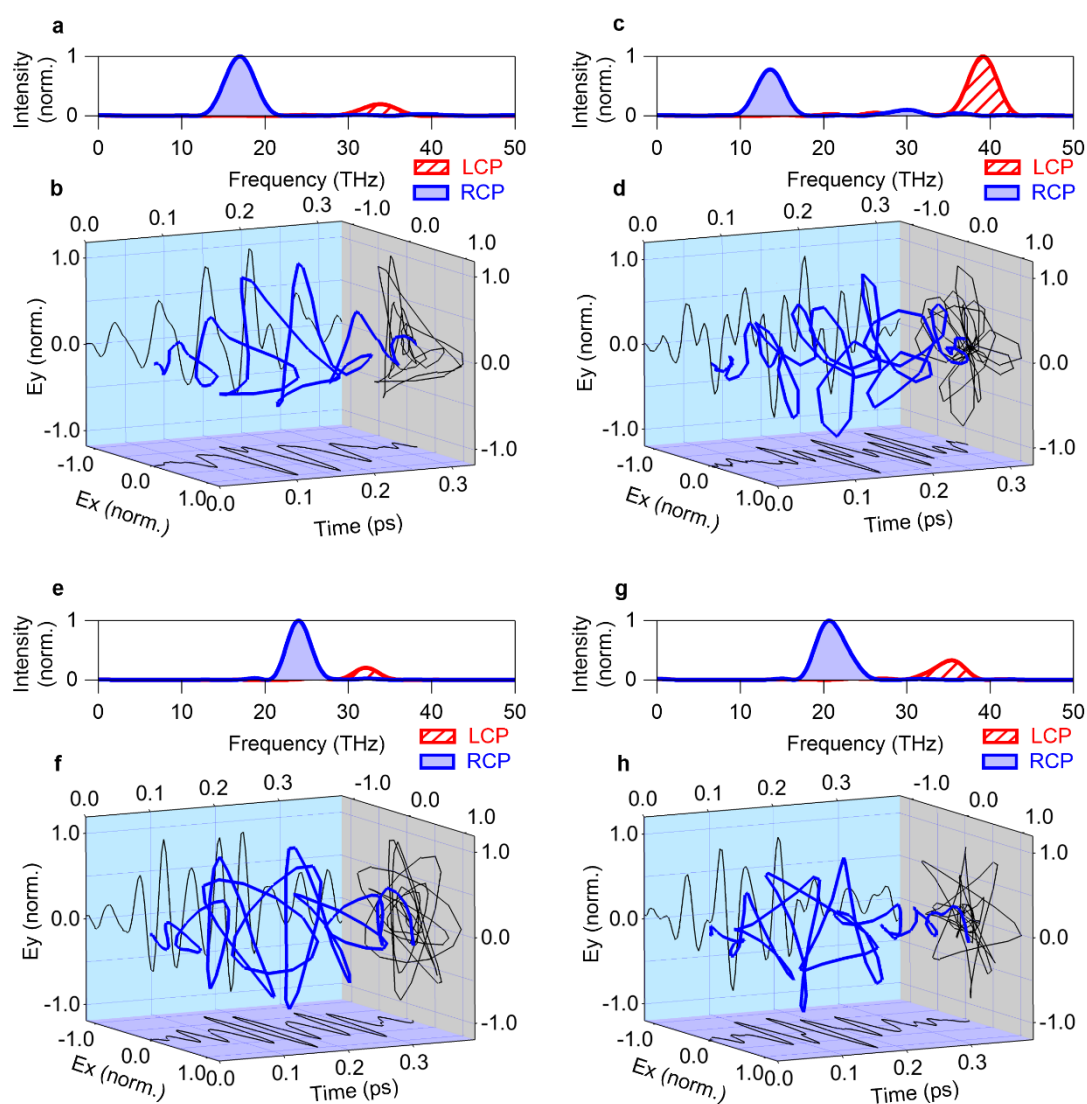 a
Intensity
(norm.)
1
0
0 10 20 30 40 50
Frequency (THz)
LCP
RCP
b
0.0 0.1 0.2 0.3 -1.0 0.0 1.0
1.0
0.0
-1.0
Ey (norm.)
1.0
0.0
-1.0
-1.0 0.0 1.0
Ex (norm.)
0.0 0.1 0.2 0.3
Time (ps)
c
Intensity
(norm.)
1
0
0 10 20 30 40 50
Frequency (THz)
LCP
RCP
d
0.0 0.1 0.2 0.3 -1.0 0.0 1.0
1.0
0.0
-1.0
Ey (norm.)
1.0
0.0
-1.0
-1.0 0.0 1.0
Ex (norm.)
0.0 0.1 0.2 0.3
Time (ps)
e
Intensity
(norm.)
1
0
0 10 20 30 40 50
Frequency (THz)
LCP
RCP
f
0.0 0.1 0.2 0.3 -1.0 0.0 1.0
1.0
0.0
-1.0
Ey (norm.)
1.0
0.0
-1.0
-1.0 0.0 1.0
Ex (norm.)
0.0 0.1 0.2 0.3
Time (ps)
g
Intensity
(norm.)
1
0
0 10 20 30 40 50
Frequency (THz)
LCP
RCP
h
0.0 0.1 0.2 0.3 -1.0 0.0 1.0
1.0
0.0
-1.0
Ey (norm.)
1.0
0.0
-1.0
-1.0 0.0 1.0
Ex (norm.)
0.0 0.1 0.2 0.3
Time (ps)